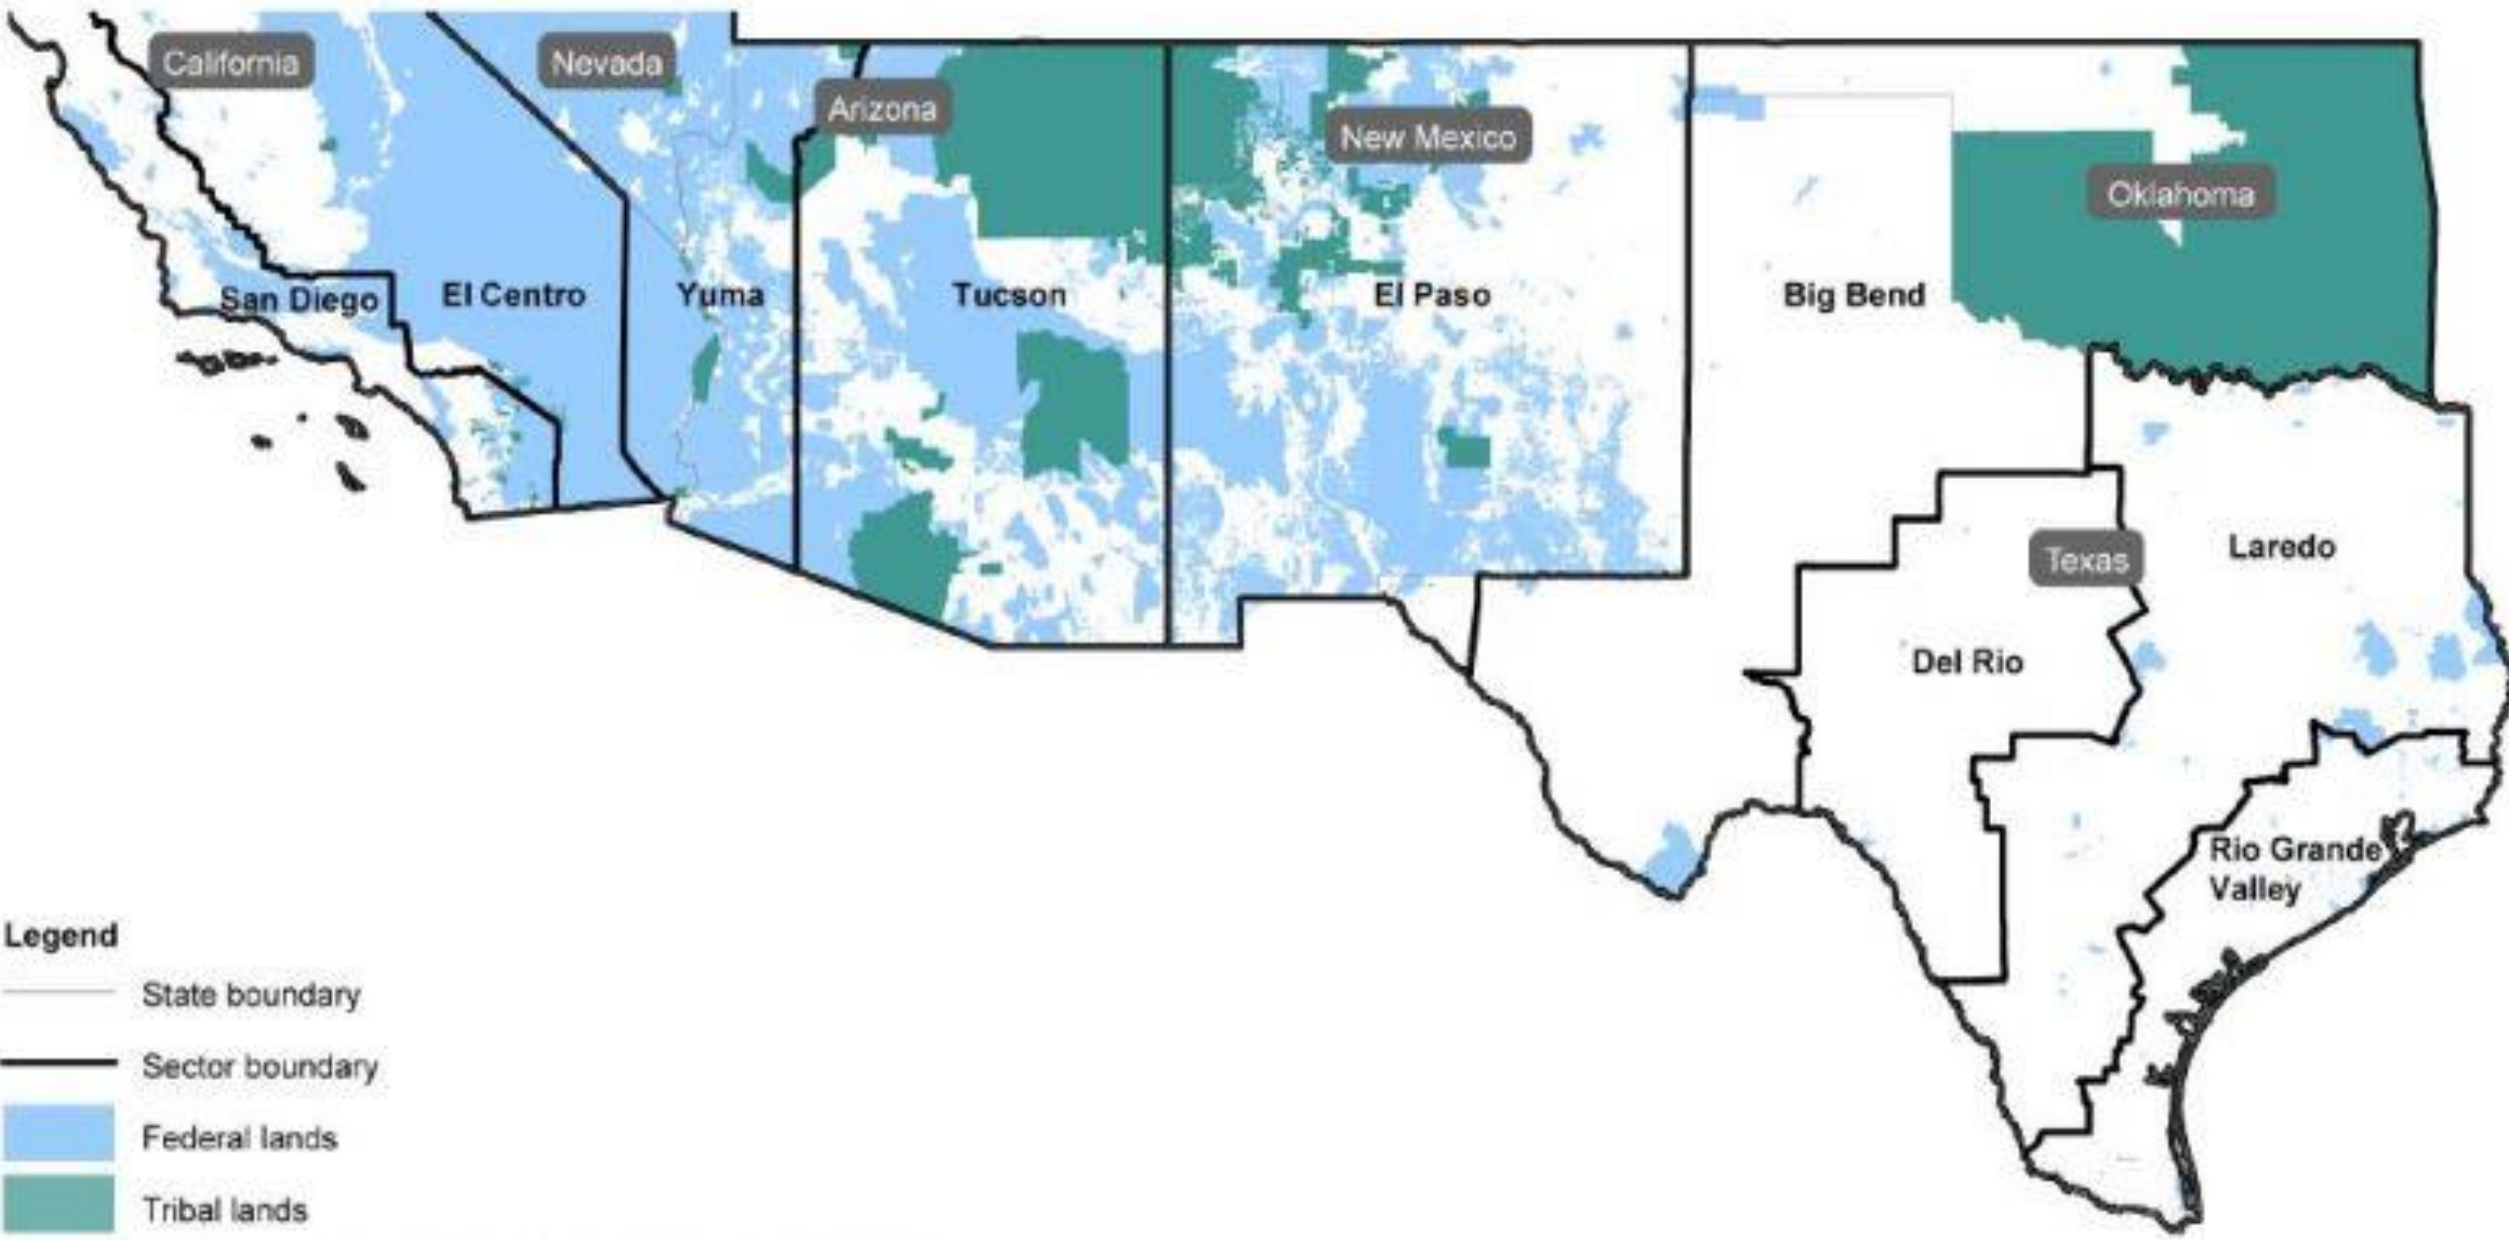 California
Nevada
Arizona
New Mexico
Oklahoma
San Diego
El Centro
Yuma
Tucson
El Paso
Big Bend
Texas
Laredo
Del Rio
Rio Grande
Valley
Legend
State boundary
Sector boundary
Federal lands
Tribal lands